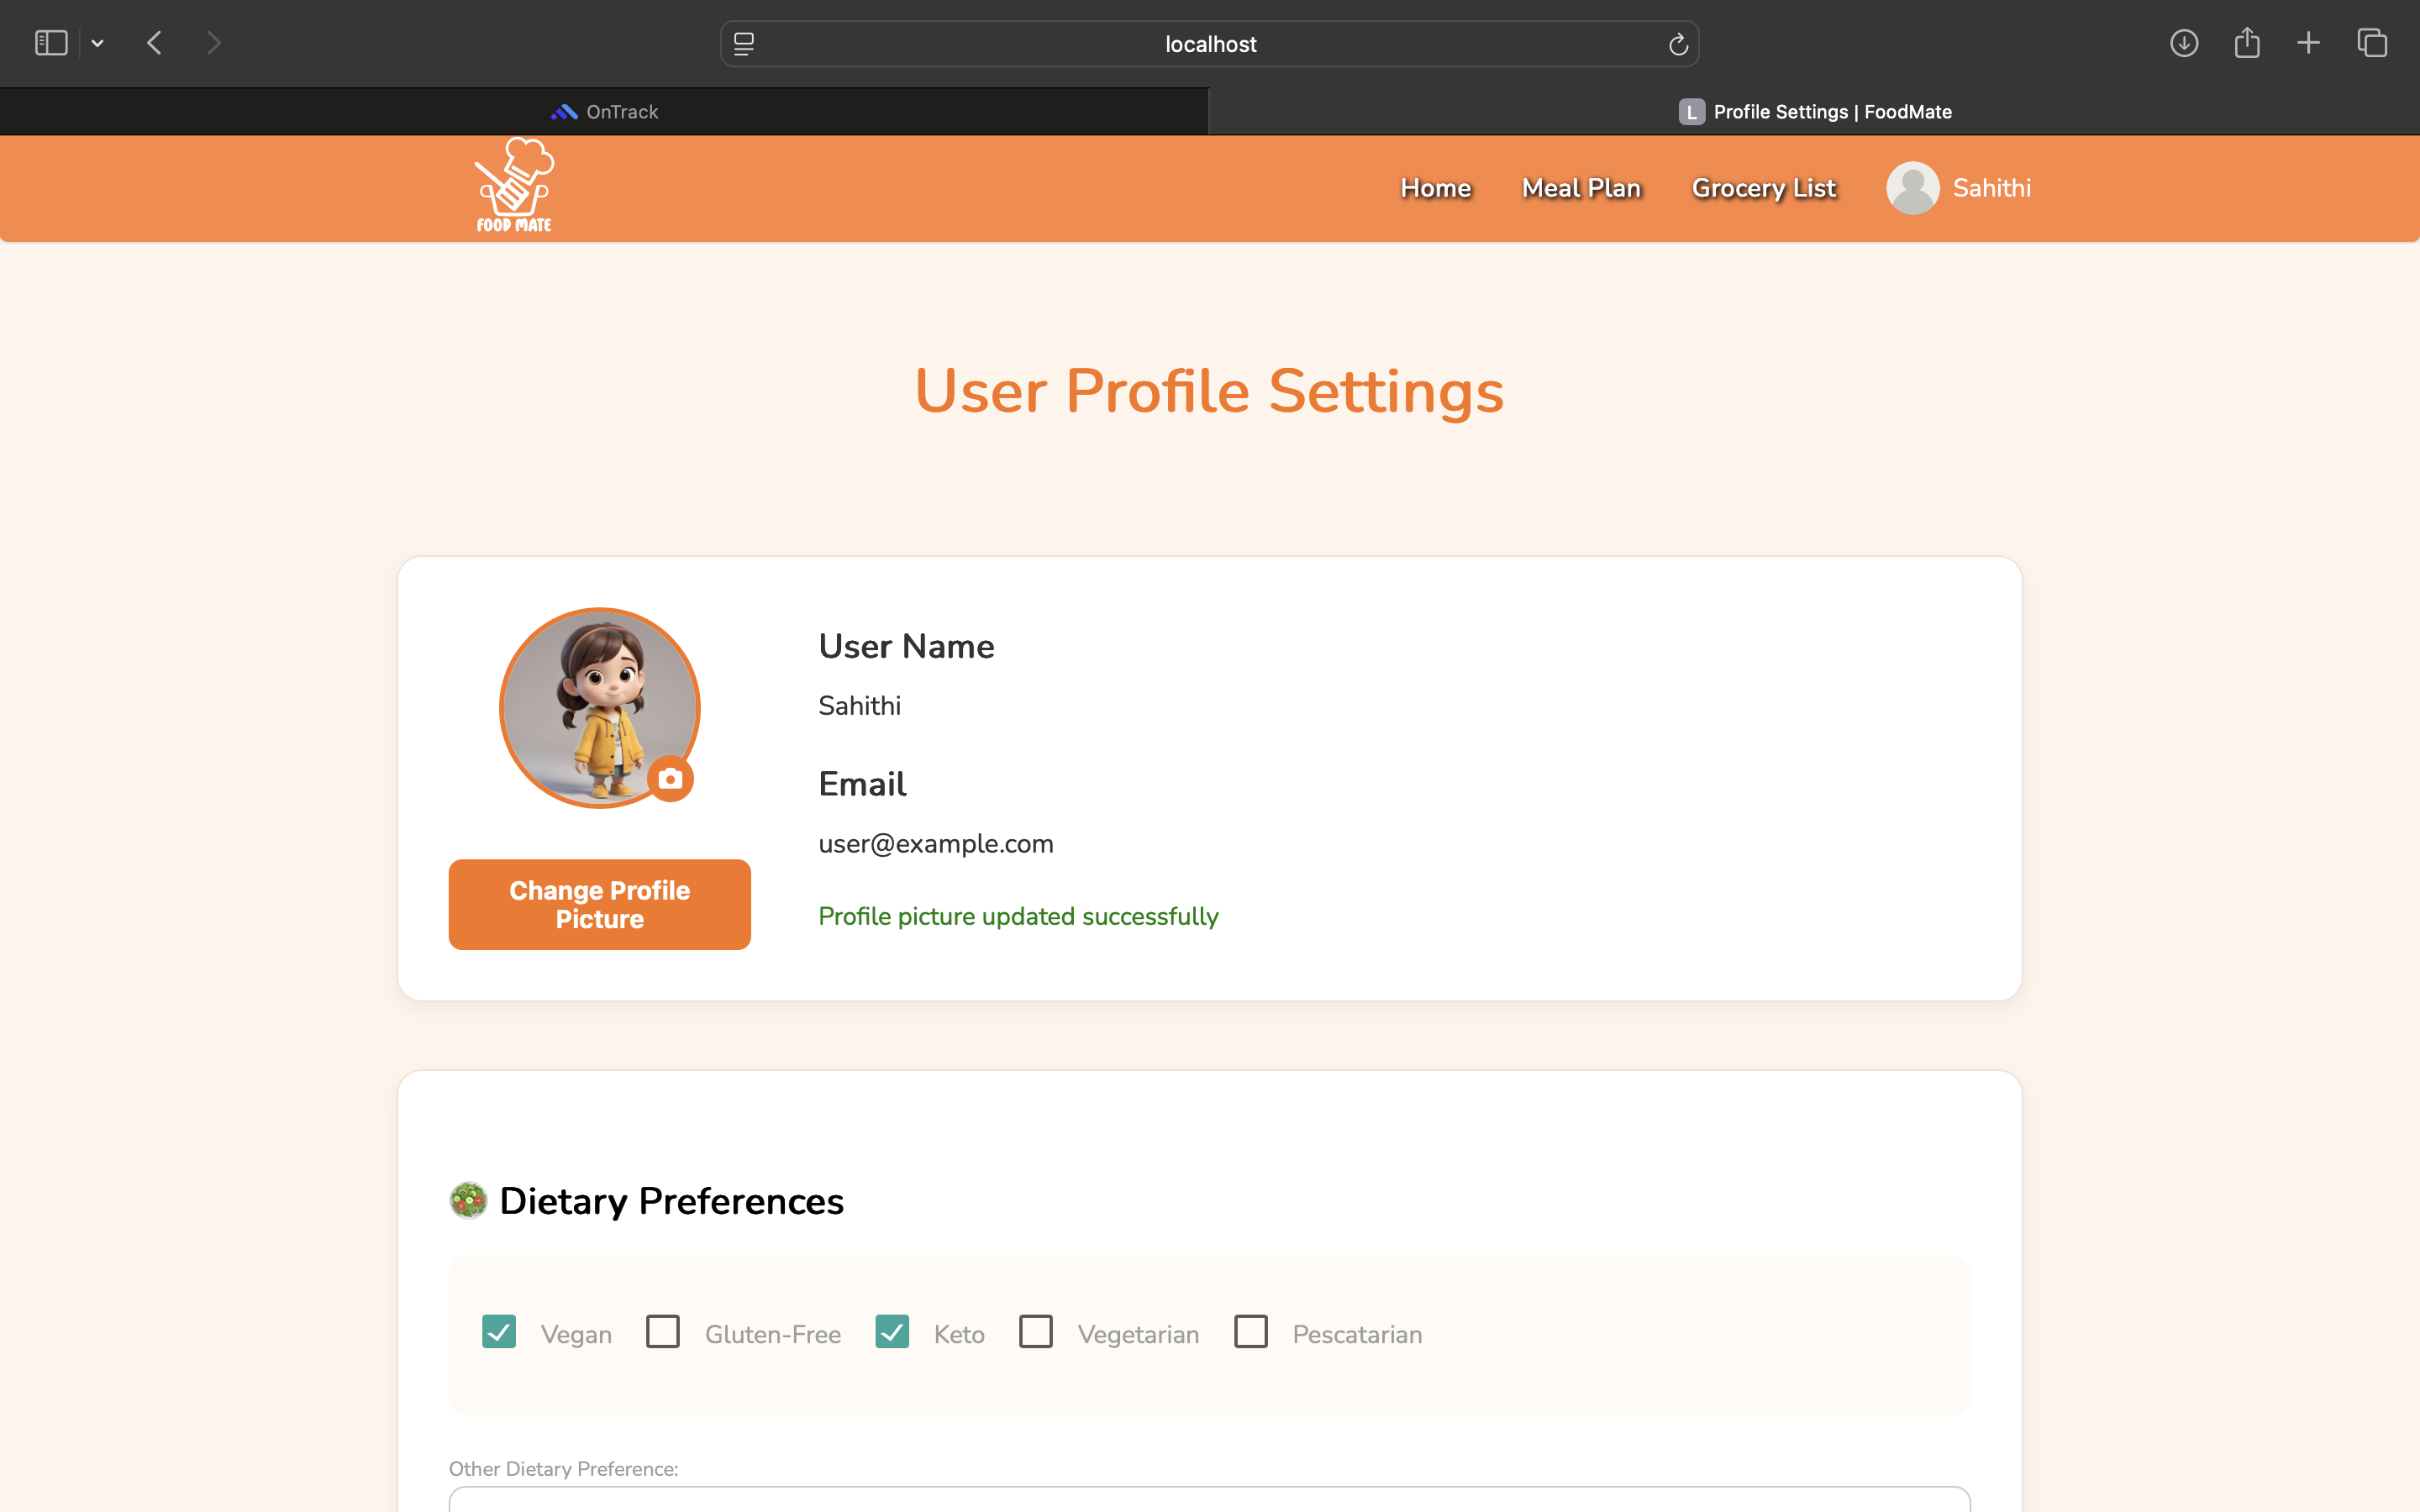 localhost
OnTrack
L Profile Settings | FoodMate
FOOD MATE
Home Meal Plan Grocery List Sahithi
User Profile Settings
User Name
Sahithi
Email
user@example.com
Change Profile
Picture
Profile picture updated successfully
Dietary Preferences
Vegan Gluten-Free Keto Vegetarian Pescatarian
Other Dietary Preference: